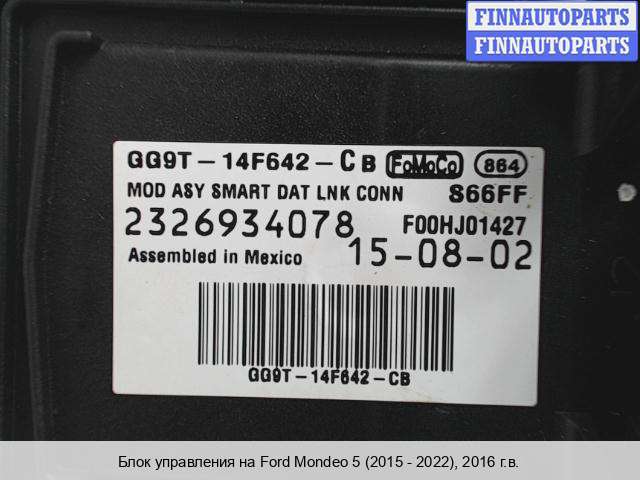 FINNAUTOPARTS
FINNAUTOPARTS
GG9T-14F642-CB FoMoCo 864
MOD ASY SMART DAT LNK CONN S66FF
2326934078 F00HJ01427
Assembled in Mexico 15-08-02
GG9T-14F642-CB
Блок управления на Ford Mondeo 5 (2015 - 2022), 2016 г.в.